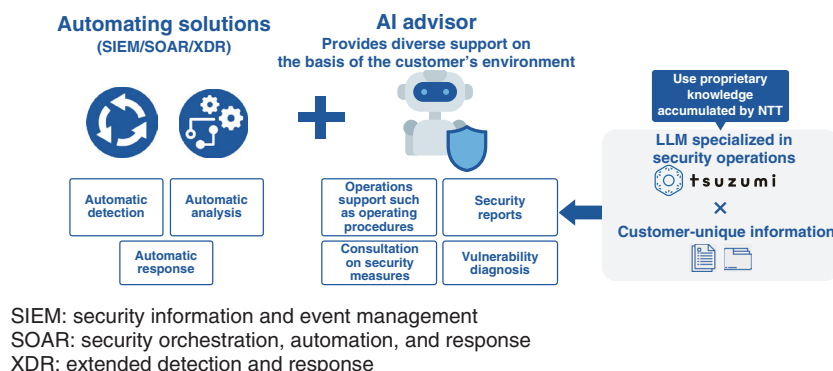 Automating solutions
(SIEM/SOAR/XDR)
AI advisor
Provides diverse support on
the basis of the customer's environment
Automatic
detection
Automatic
analysis
Automatic
response
Operations
support such
as operating
procedures
Security
reports
Consultation
on security
measures
Vulnerability
diagnosis
Use proprietary
knowledge
accumulated by NTT
LLM specialized in
security operations
tsuzumi
×
Customer-unique information
SIEM: security information and event management
SOAR: security orchestration, automation, and response
XDR: extended detection and response